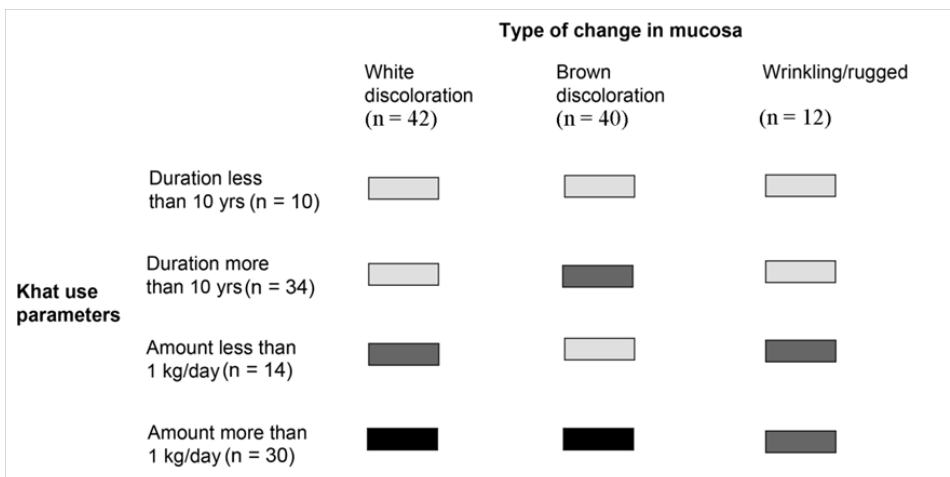 Type of change in mucosa
White
discoloration
(n = 42)
Brown
discoloration
(n = 40)
Wrinkling/rugged
(n = 12)
Khat use
parameters
Duration less
than 10 yrs (n = 10)
Duration more
than 10 yrs (n = 34)
Amount less than
1 kg/day (n = 14)
Amount more than
1 kg/day (n = 30)